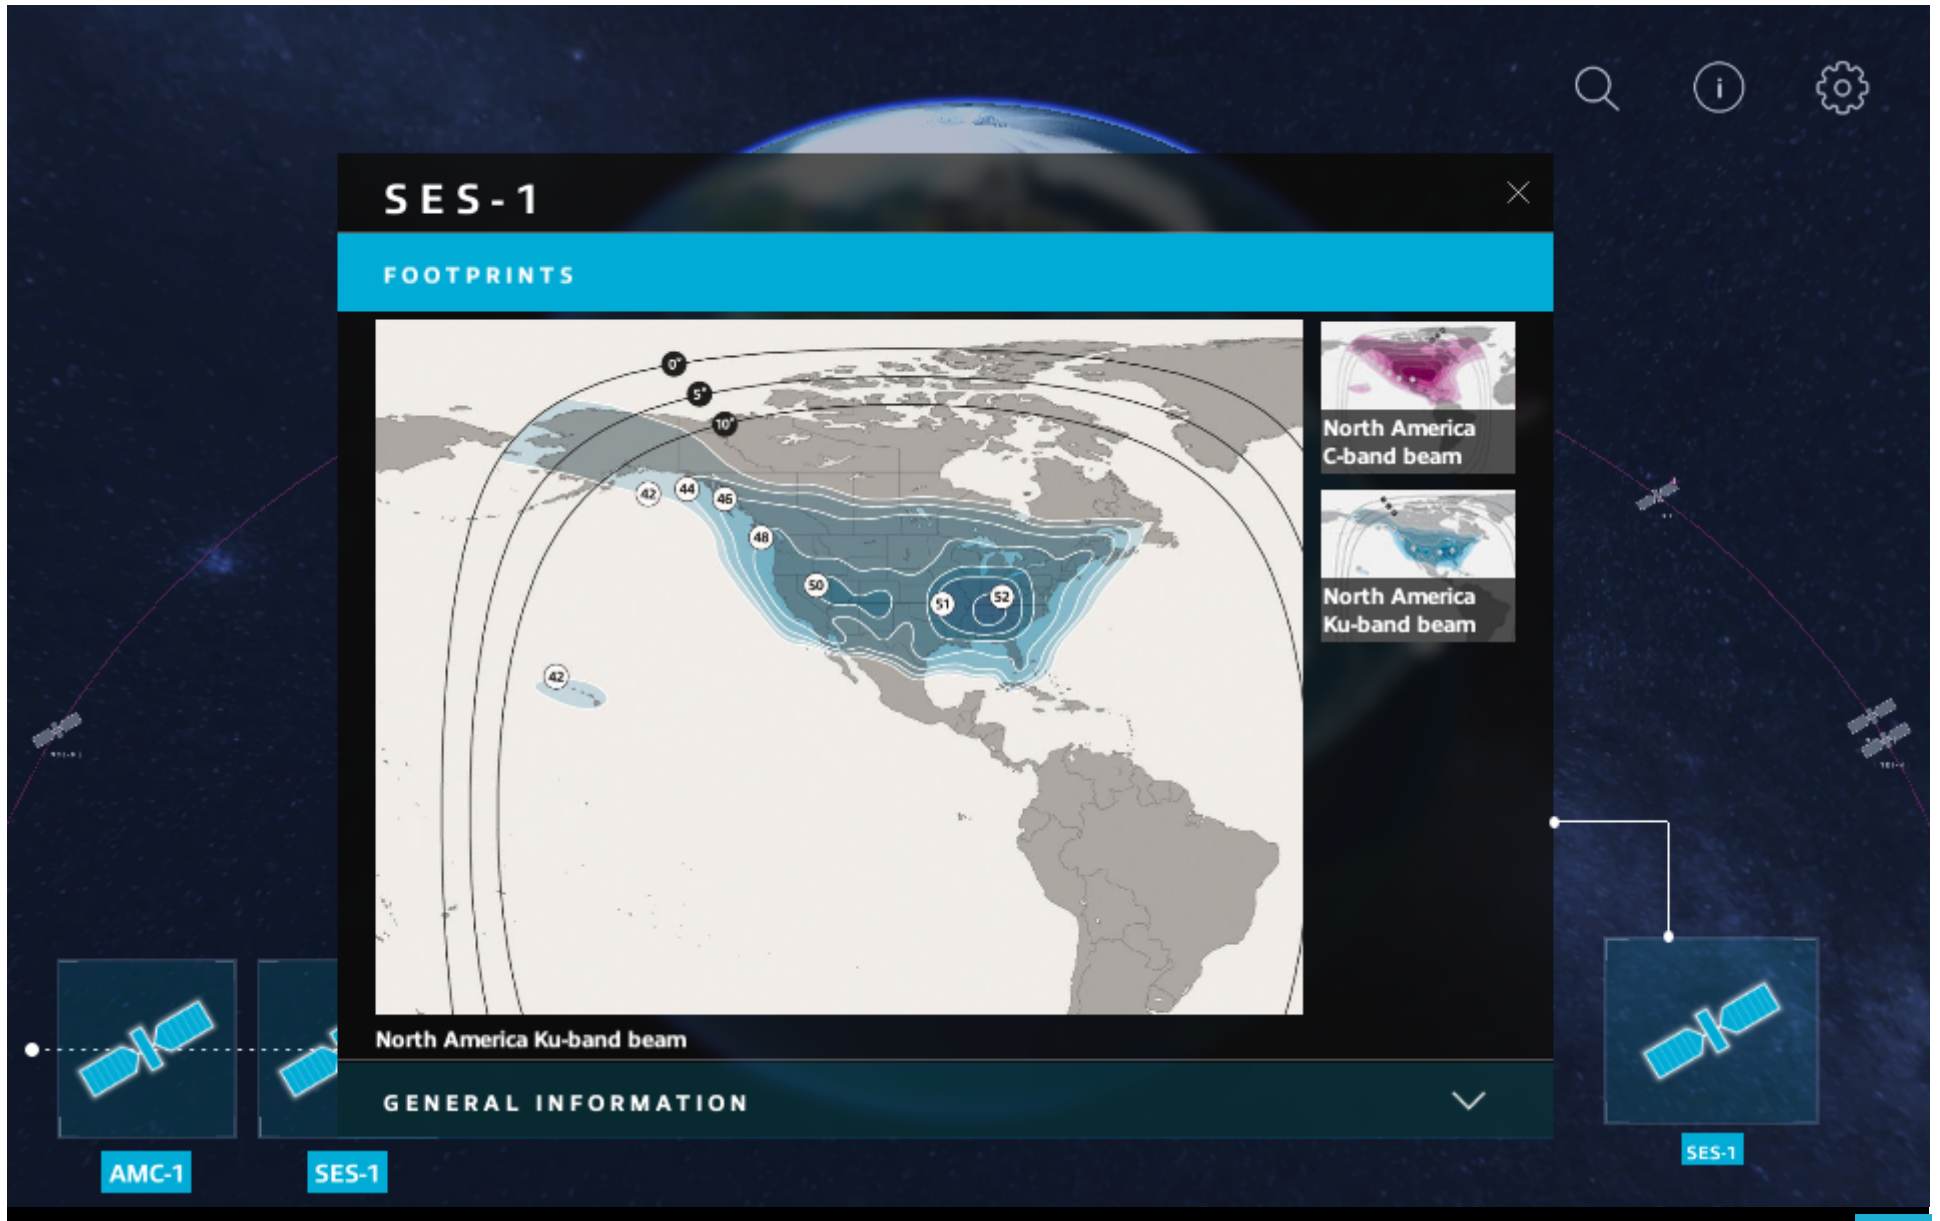 SES-1
FOOTPRINTS
0°
5°
10°
42
44
46
48
50
51
52
42
North America
C-band beam
North America
Ku-band beam
North America Ku-band beam
GENERAL INFORMATION
AMC-1
SES-1
SES-1